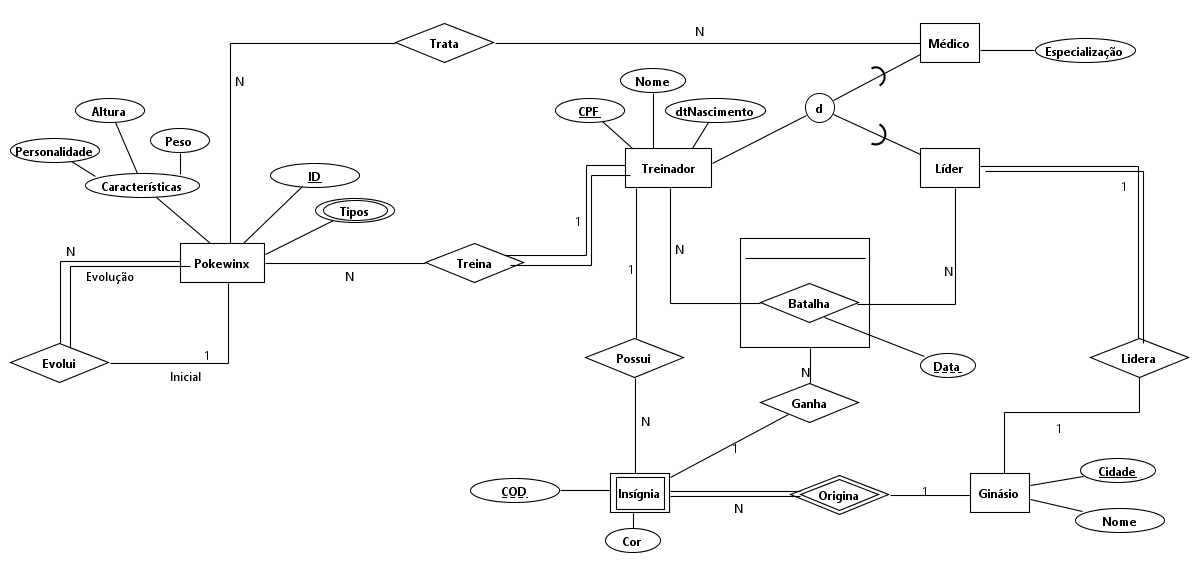 N
Trata
Médico
Especialização
N
Nome
Altura
CPF
dtNascimento
d
Personalidade
Peso
Treinador
Líder
Características
ID
1
Tipos
1
N
N
Pokewinx
Treina
1
N
Evolução
N
Batalha
1
Inicial
Evolui
Possui
Data
Lidera
N
Ganha
N
1
1
Cidade
COD
Insígnia
Origina
1
Ginásio
N
Nome
Cor